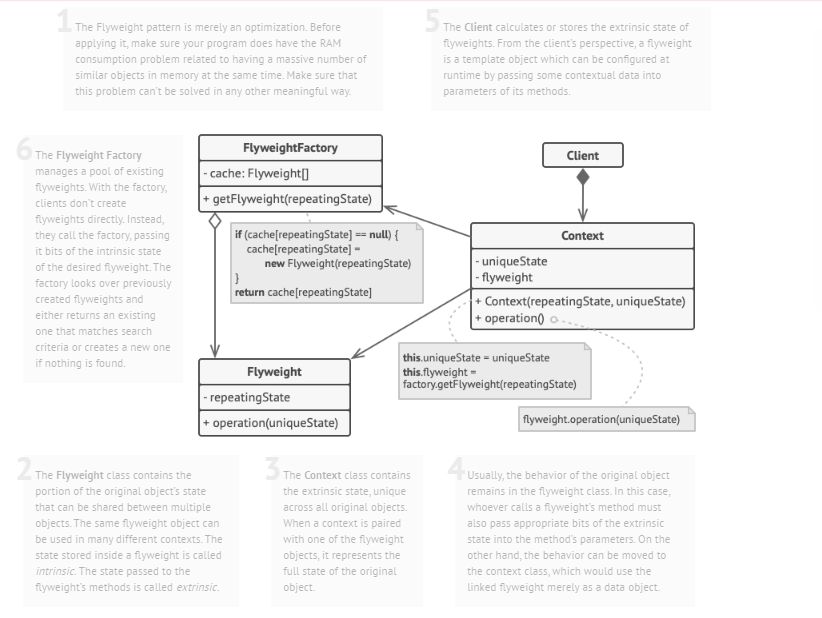 1
The Flyweight pattern is merely an optimization. Before
applying it, make sure your program does have the RAM
consumption problem related to having a massive number of
similar objects in memory at the same time. Make sure that
this problem can't be solved in any other meaningful way.
5
The Client calculates or stores the extrinsic state of
flyweights. From the client's perspective, a flyweight
is a template object which can be configured at
runtime by passing some contextual data into
parameters of its methods.
6
The Flyweight Factory
manages a pool of existing
flyweights. With the factory,
clients don't create
flyweights directly. Instead,
they call the factory, passing
it bits of the intrinsic state
of the desired flyweight. The
factory looks over previously
created flyweights and
either returns an existing
one that matches search
criteria or creates a new one
if nothing is found.
FlyweightFactory
- cache: Flyweight[]
+ getFlyweight(repeatingState)
if (cache[repeatingState] == null) {
cache[repeatingState] =
new Flyweight(repeatingState)
}
return cache[repeatingState]
Client
Context
- uniqueState
- flyweight
+ Context(repeatingState, uniqueState)
+ operation()
this.uniqueState = uniqueState
this.flyweight =
factory.getFlyweight(repeatingState)
flyweight.operation(uniqueState)
Flyweight
- repeatingState
+ operation(uniqueState)
2
The Flyweight class contains the
portion of the original object's state
that can be shared between multiple
objects. The same flyweight object can
be used in many different contexts. The
state stored inside a flyweight is called
intrinsic. The state passed to the
flyweight's methods is called extrinsic.
3
The Context class contains
the extrinsic state, unique
across all original objects.
When a context is paired
with one of the flyweight
objects, it represents the
full state of the original
object.
4
Usually, the behavior of the original object
remains in the flyweight class. In this case,
whoever calls a flyweight's method must
also pass appropriate bits of the extrinsic
state into the method's parameters. On the
other hand, the behavior can be moved to
the context class, which would use the
linked flyweight merely as a data object.